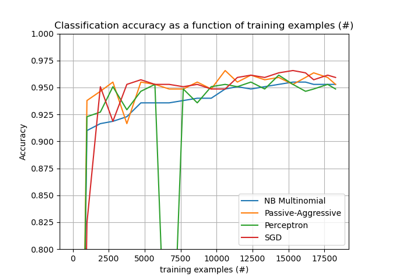 Classification accuracy as a function of training examples (#)
1.000
0.975
0.950
0.925
0.900
0.875
0.850
0.825
0.800
Accuracy
NB Multinomial
Passive-Aggressive
Perceptron
SGD
0 2500 5000 7500 10000 12500 15000 17500
training examples (#)